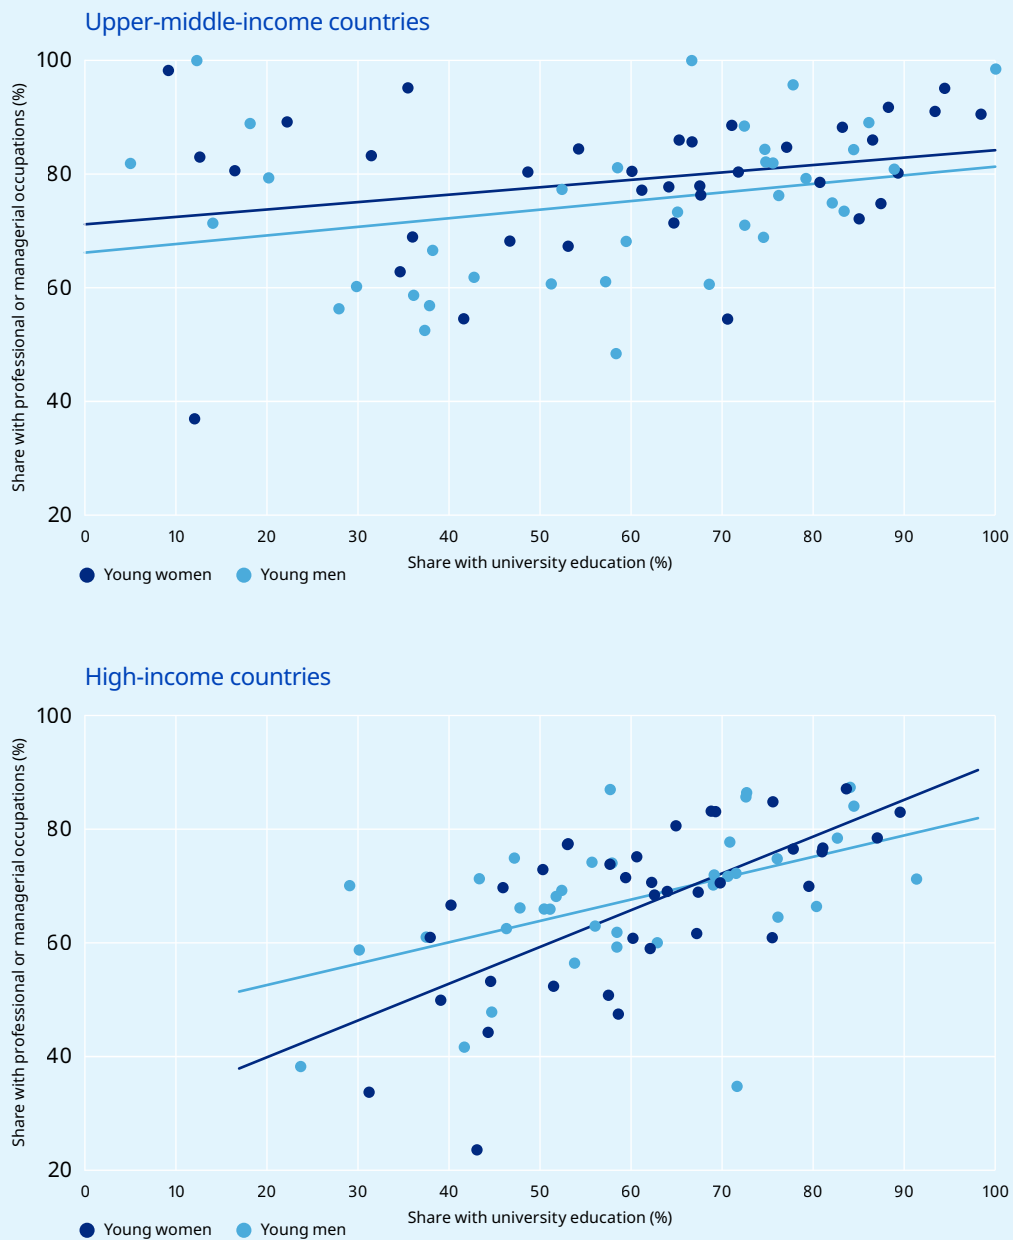 Upper-middle-income countries
Share with professional or managerial occupations (%)
100
80
60
40
20
0 10 20 30 40 50 60 70 80 90 100
Share with university education (%)
Young women Young men
High-income countries
Share with professional or managerial occupations (%)
100
80
60
40
20
0 10 20 30 40 50 60 70 80 90 100
Share with university education (%)
Young women Young men